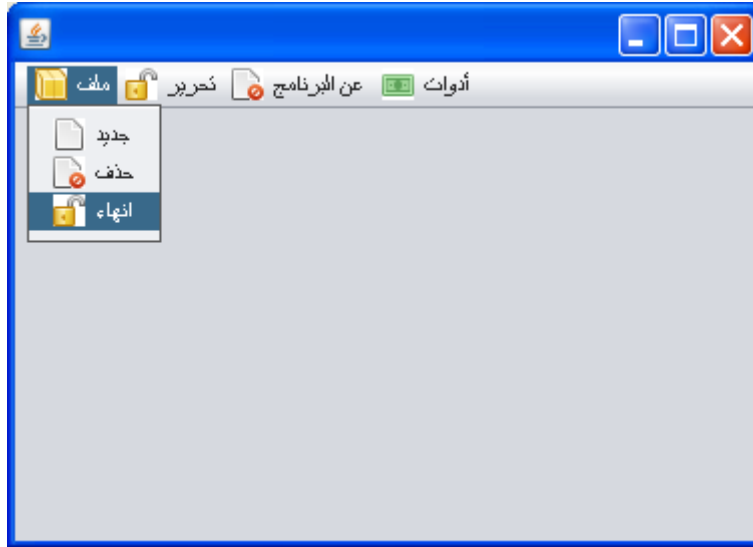 ملف تحرير عن البرنامج أدوات
جديد
حذف
انهاء